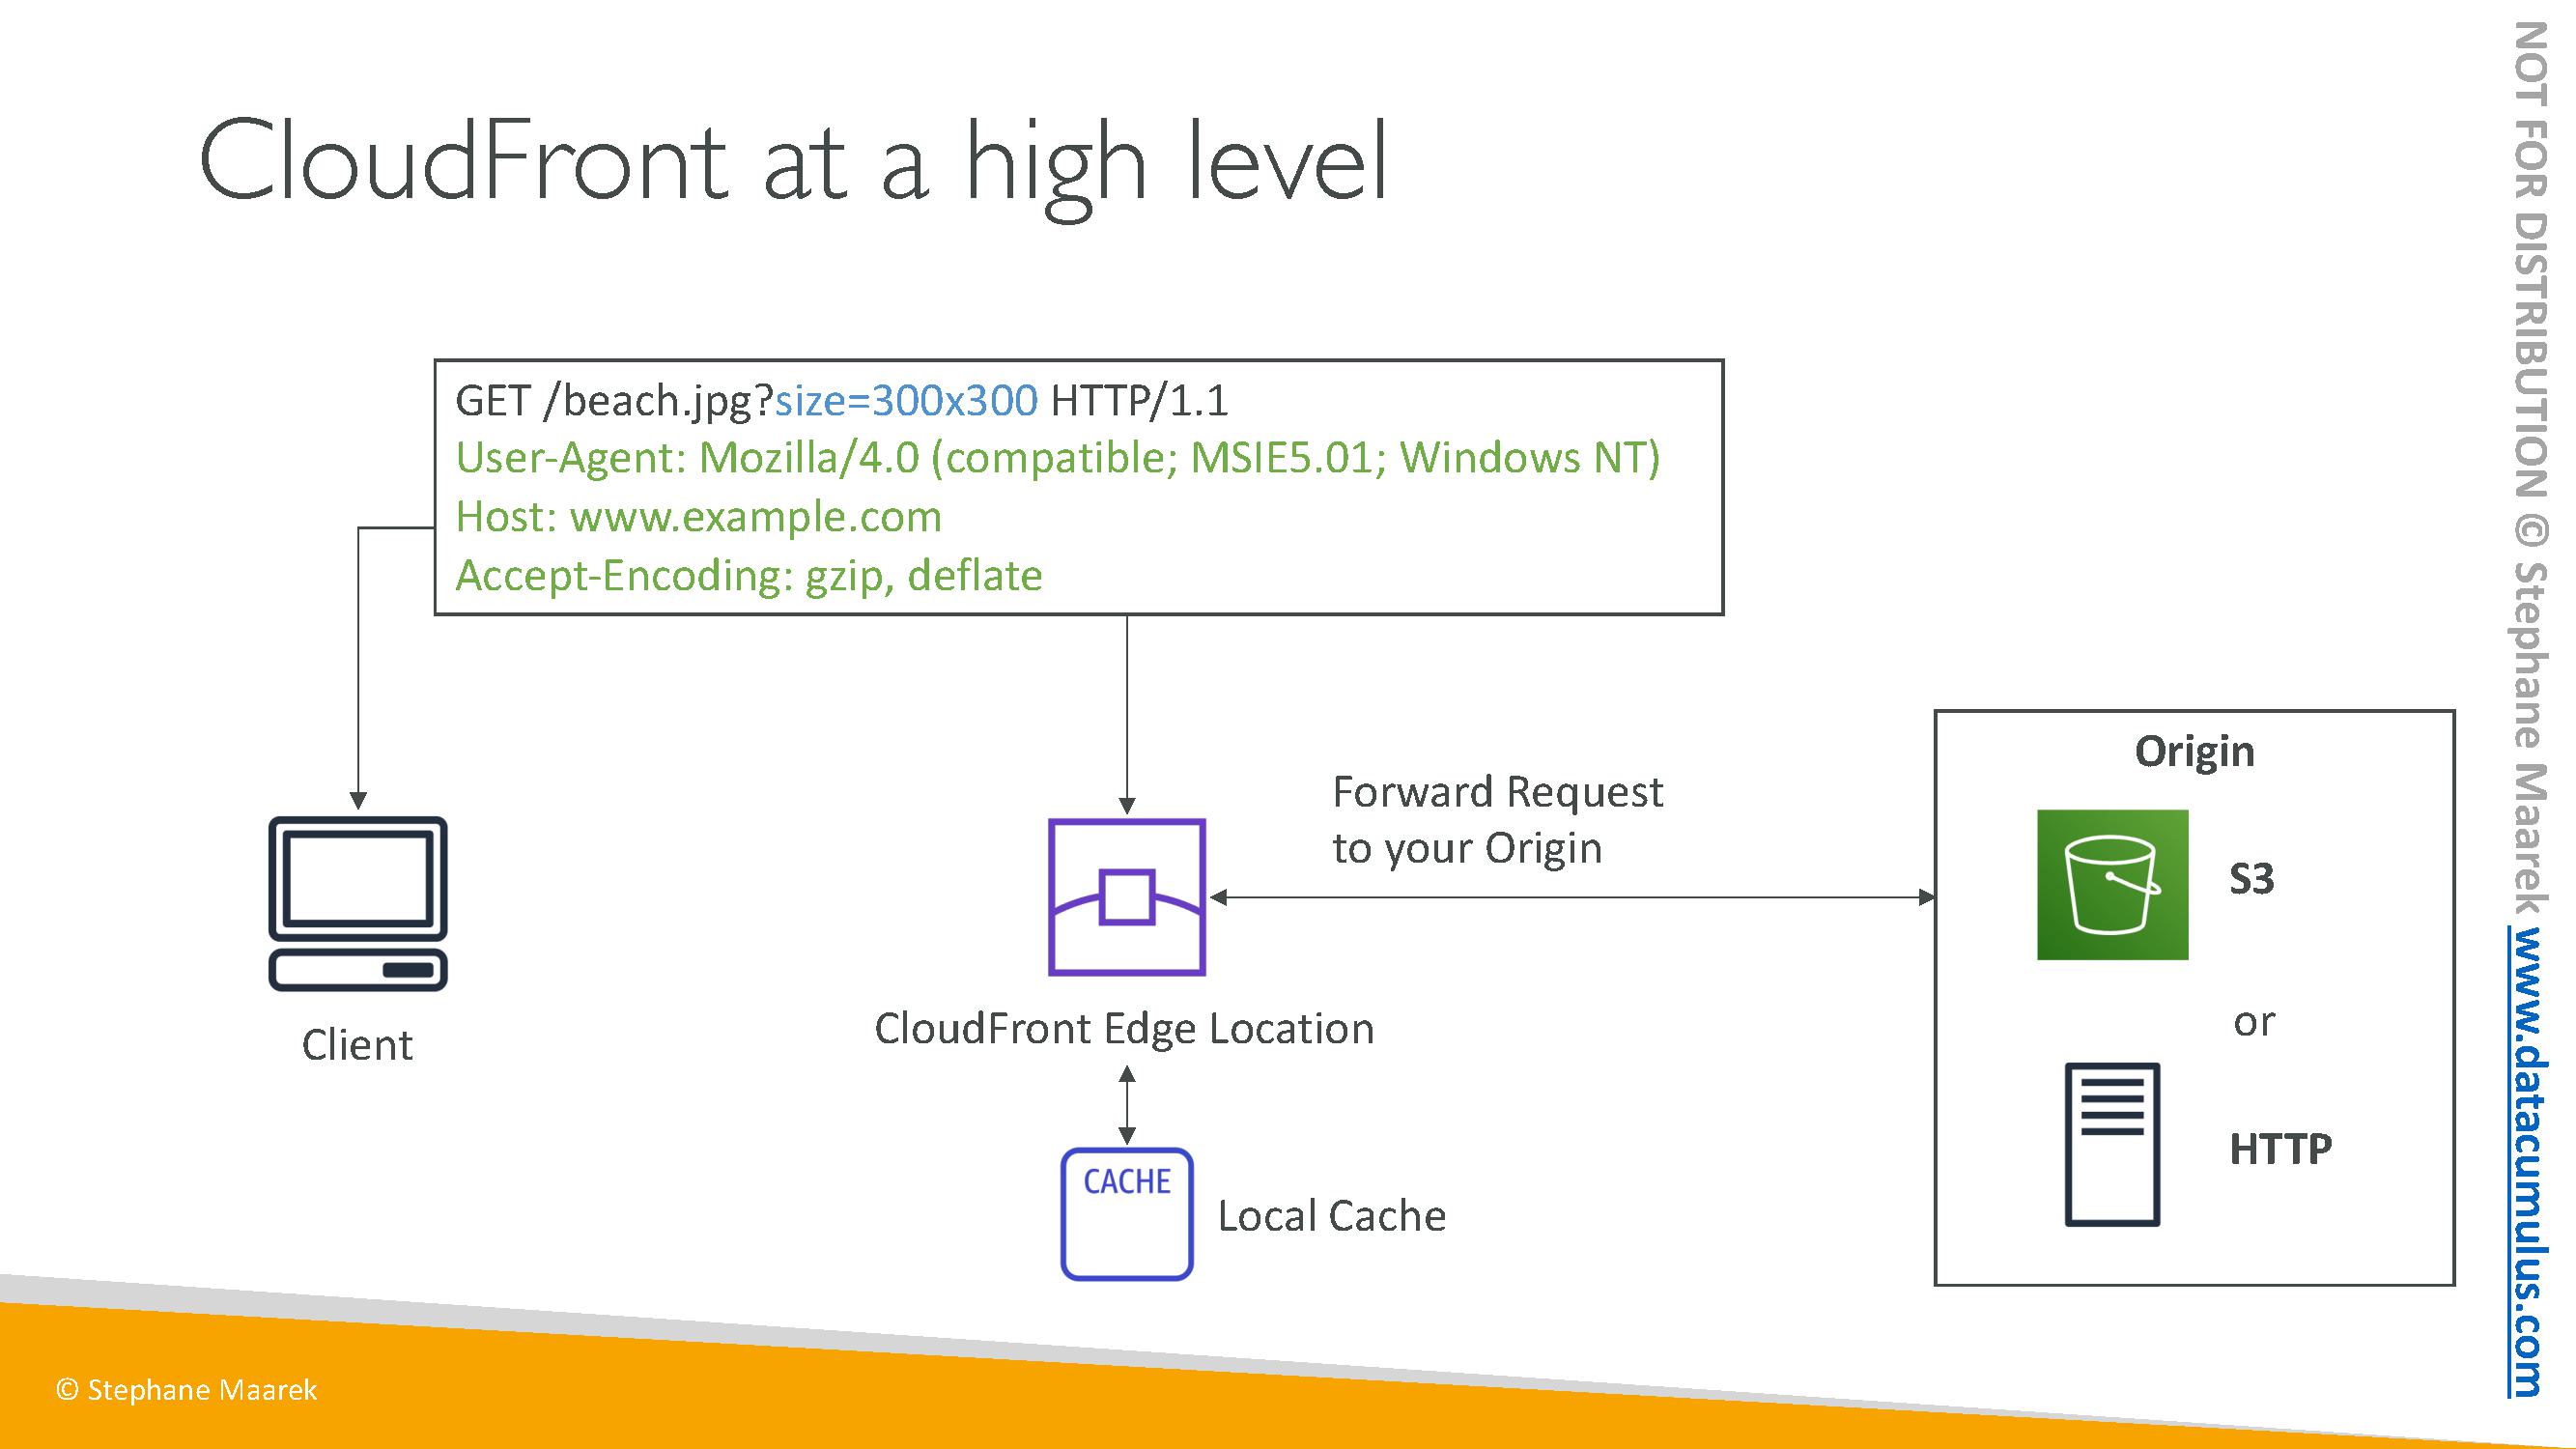 CloudFront at a high level
GET /beach.jpg?size=300x300 HTTP/1.1
User-Agent: Mozilla/4.0 (compatible; MSIE5.01; Windows NT)
Host: www.example.com
Accept-Encoding: gzip, deflate
Client
CloudFront Edge Location
CACHE
Local Cache
Forward Request
to your Origin
Origin
S3
or
HTTP
© Stephane Maarek
NOT FOR DISTRIBUTION © Stephane Maarek www.datacumulus.com